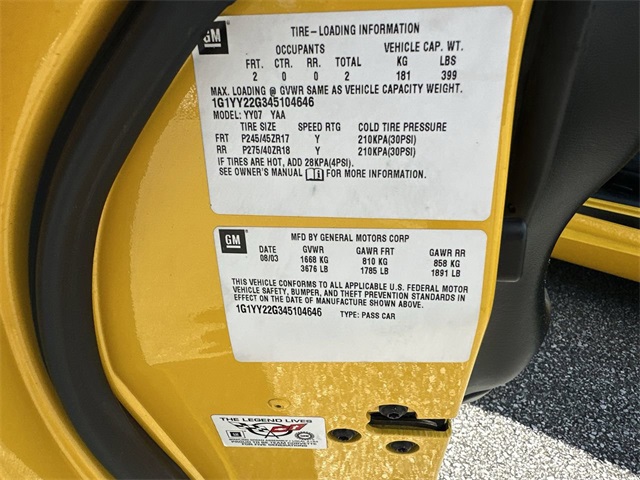 GM
TIRE-LOADING INFORMATION
OCCUPANTS VEHICLE CAP. WT.
FRT. CTR. RR. TOTAL KG LBS
2 0 0 2 181 399
MAX. LOADING @ GVWR SAME AS VEHICLE CAPACITY WEIGHT.
1G1YY22G345104646
MODEL: YY07 YAA
TIRE SIZE SPEED RTG COLD TIRE PRESSURE
FRT P245/45ZR17 Y 210KPA(30PSI)
RR P275/40ZR18 Y 210KPA(30PSI)
IF TIRES ARE HOT, ADD 28KPA(4PSI).
SEE OWNER'S MANUAL FOR MORE INFORMATION.
GM
MFD BY GENERAL MOTORS CORP
DATE GVWR GAWR FRT GAWR RR
08/03 1668 KG 810 KG 858 KG
3676 LB 1785 LB 1891 LB
THIS VEHICLE CONFORMS TO ALL APPLICABLE U.S. FEDERAL MOTOR
VEHICLE SAFETY, BUMPER, AND THEFT PREVENTION STANDARDS IN
EFFECT ON THE DATE OF MANUFACTURE SHOWN ABOVE.
1G1YY22G345104646 TYPE: PASS CAR
THE LEGEND LIVES